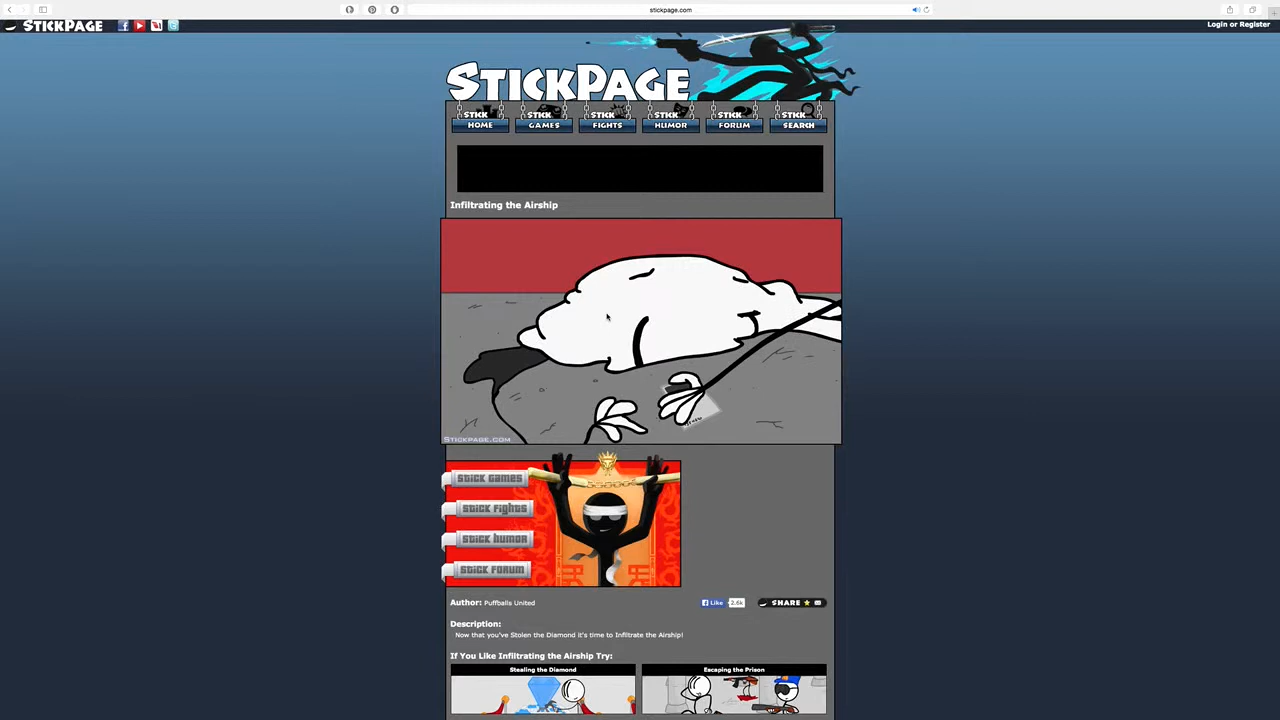 stickpage.com
STICKPAGE
Login or Register
STICKPAGE
STICK HOME
STICK GAMES
STICK FIGHTS
STICK HUMOR
STICK FORUM
STICK SEARCH
Infiltrating the Airship
STICKPAGE.COM
STICK GAMES
STICK FIGHTS
STICK HUMOR
STICK FORUM
Author: Puffballs United
Like 2.6k
SHARE
Description:
Now that you've Stolen the Diamond it's time to Infiltrate the Airship!
If You Like Infiltrating the Airship Try:
Stealing the Diamond
Escaping the Prison